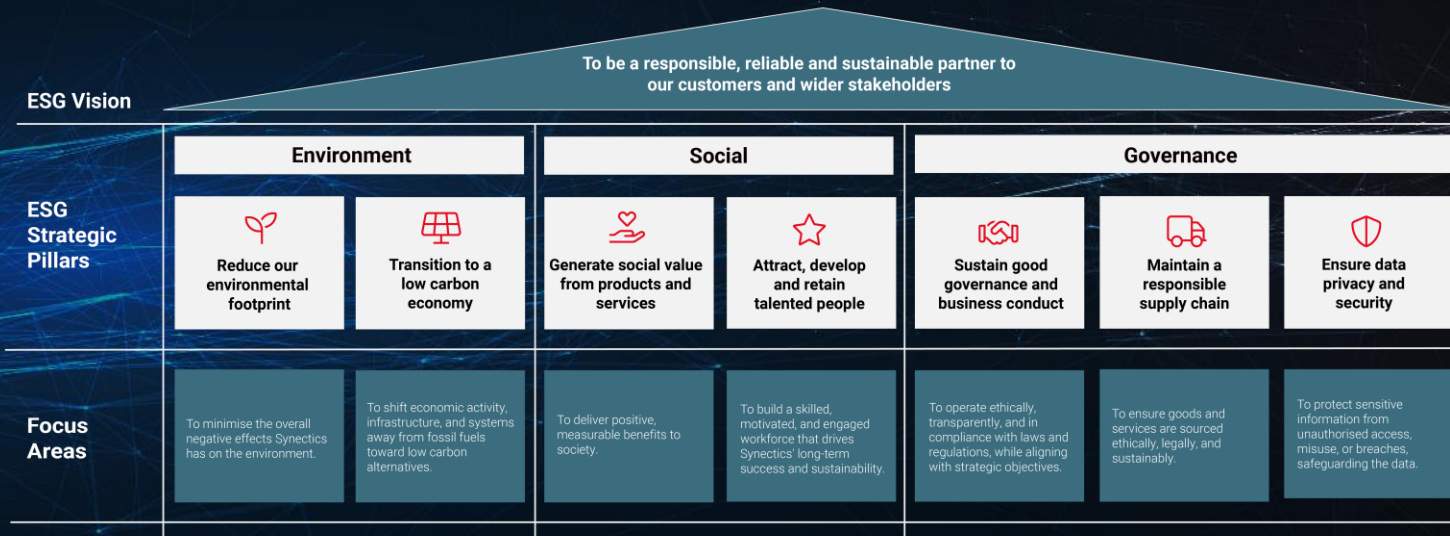 To be a responsible, reliable and sustainable partner to
our customers and wider stakeholders
ESG Vision
Environment
Social
Governance
ESG
Strategic
Pillars
Reduce our
environmental
footprint
Transition to a
low carbon
economy
Generate social value
from products and
services
Attract, develop
and retain
talented people
Sustain good
governance and
business conduct
Maintain a
responsible
supply chain
Ensure data
privacy and
security
Focus
Areas
To minimise the overall
negative effects Synectics
has on the environment.
To shift economic activity,
infrastructure, and systems
away from fossil fuels
toward low carbon
alternatives.
To deliver positive,
measurable benefits to
society.
To build a skilled,
motivated, and engaged
workforce that drives
Synectics' long-term
success and sustainability.
To operate ethically,
transparently, and in
compliance with laws and
regulations, while aligning
with strategic objectives.
To ensure goods and
services are sourced
ethically, legally, and
sustainably.
To protect sensitive
information from
unauthorised access,
misuse, or breaches,
safeguarding the data.